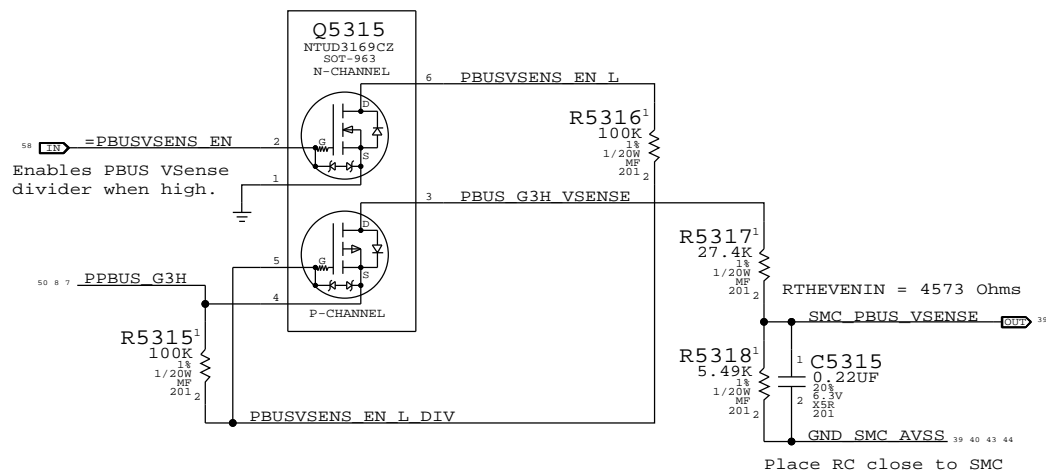 Q5315
NTUD3169CZ
SOT-963
N-CHANNEL
D
G
S
6
PBUSVSENS_EN_L
R5316
1
100K
1%
1/20W
MF
201
2
58
IN
=PBUSVSENS_EN
2
Enables PBUS VSense
divider when high.
1
3
PBUS_G3H_VSENSE
D
G
S
5
50 8 7
PPBUS_G3H
4
P-CHANNEL
R5317
1
27.4K
1%
1/20W
MF
201
2
RTHEVENIN = 4573 Ohms
SMC_PBUS_VSENSE
OUT
39
R5315
1
100K
1%
1/20W
MF
201
2
R5318
1
5.49K
1%
1/20W
MF
201
2
1
C5315
0.22UF
20%
6.3V
X5R
201
2
PBUSVSENS_EN_L_DIV
GND_SMC_AVSS
39 40 43 44
Place RC close to SMC